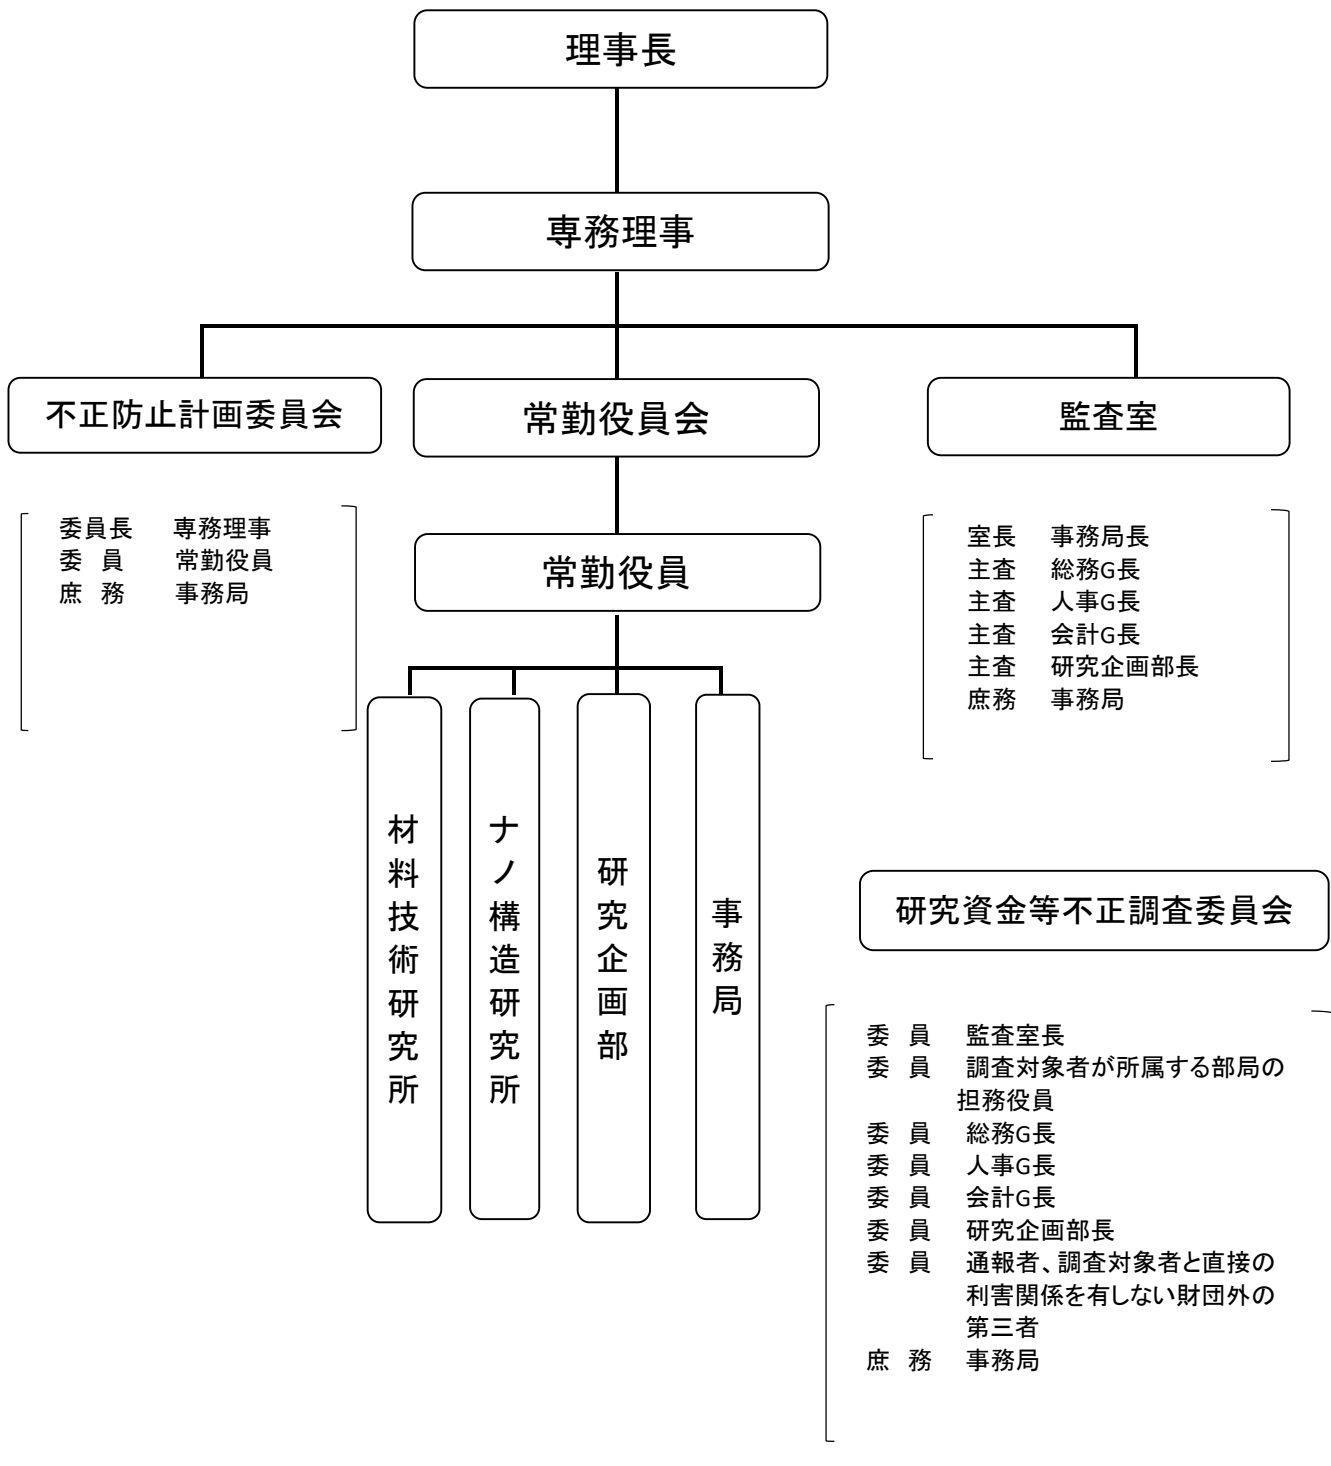 理事長
専務理事
不正防止計画委員会
常勤役員会
監査室
委員長 専務理事
委 員 常勤役員
庶 務 事務局
常勤役員
室長 事務局長
主査 総務G長
主査 人事G長
主査 会計G長
主査 研究企画部長
庶務 事務局
材料技術研究所
ナノ構造研究所
研究企画部
事務局
研究資金等不正調査委員会
委 員 監査室長
委 員 調査対象者が所属する部局の
担務役員
委 員 総務G長
委 員 人事G長
委 員 会計G長
委 員 研究企画部長
委 員 通報者、調査対象者と直接の
利害関係を有しない財団外の
第三者
庶 務 事務局